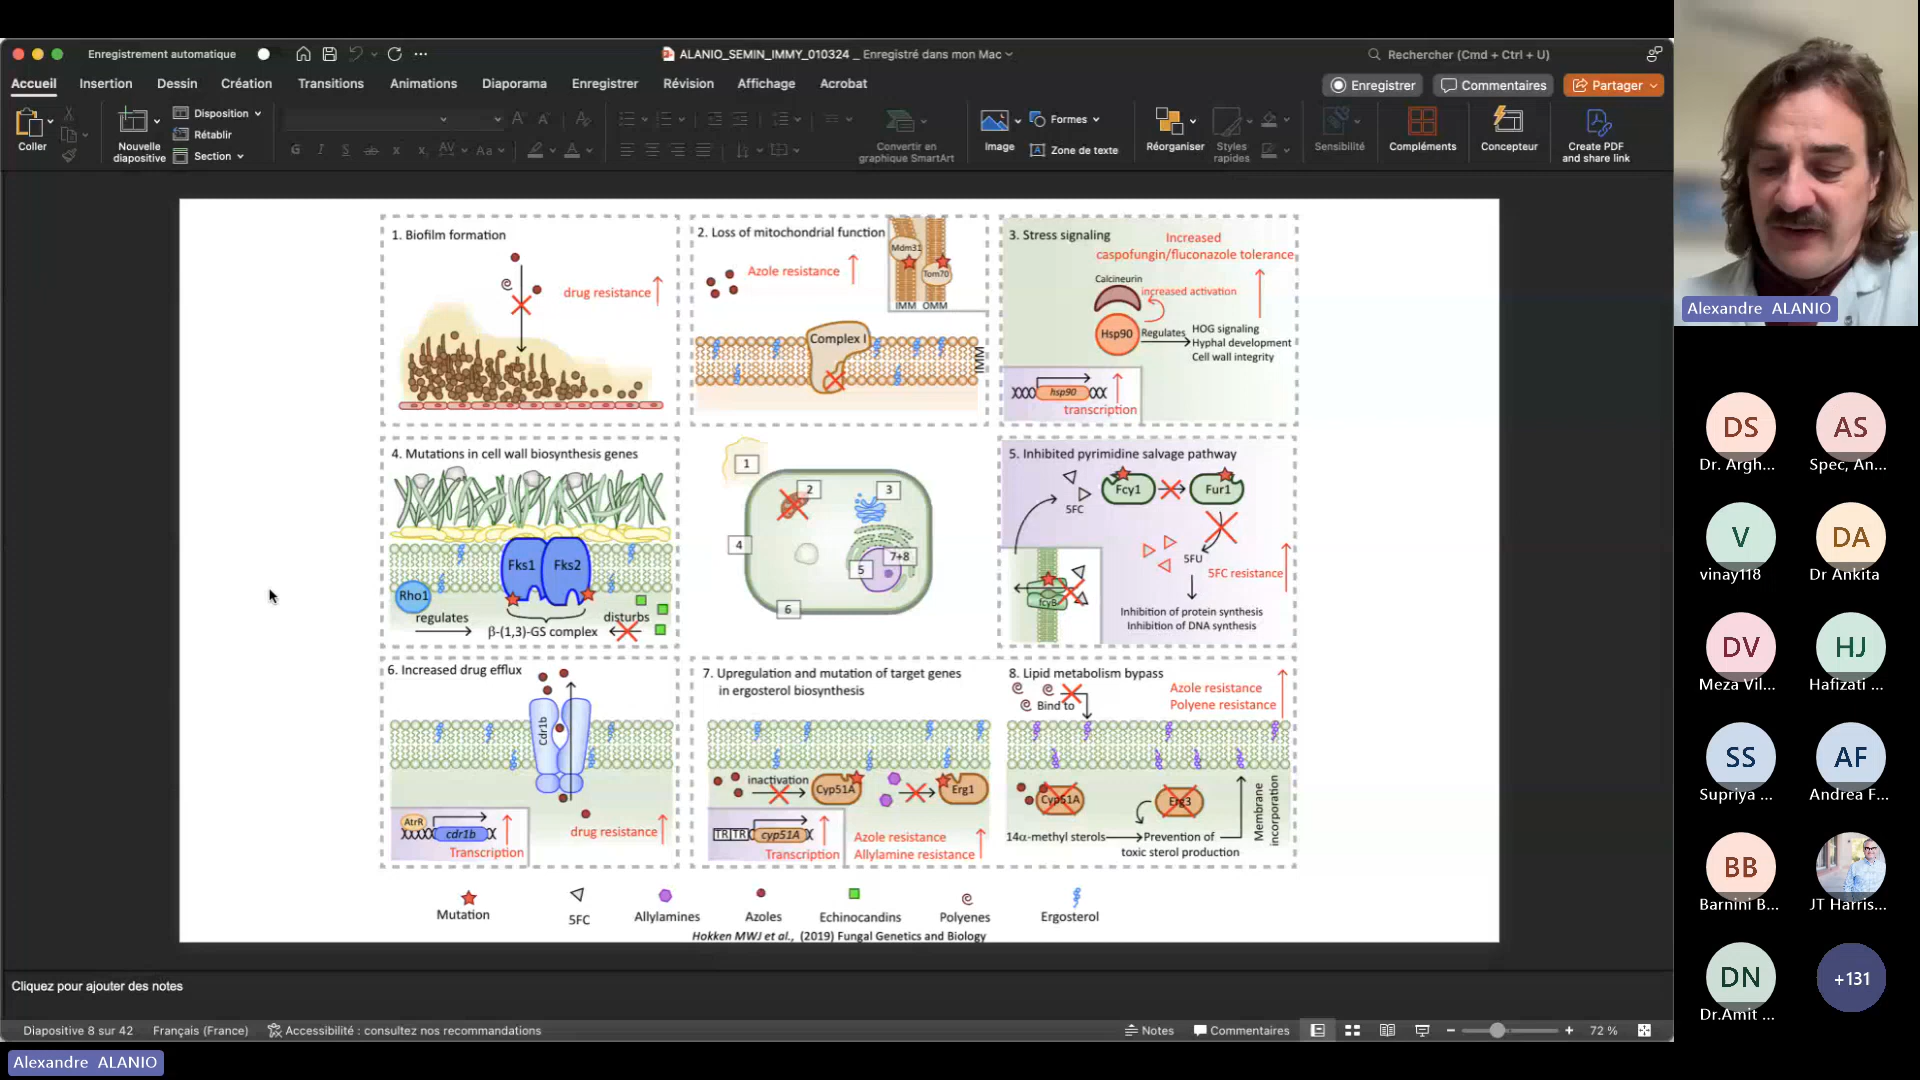 Enregistrement automatique
ALANIO_SEMIN_IMMY_010324 _ Enregistré dans mon Mac
Rechercher (Cmd + Ctrl + U)
Accueil Insertion Dessin Création Transitions Animations Diaporama Enregistrer Révision Affichage Acrobat
Enregistrer Commentaires Partager
Coller
Nouvelle diapositive
Disposition
Rétablir
Section
Convertir en graphique SmartArt
Image
Formes
Zone de texte
Réorganiser
Styles rapides
Sensibilité
Compléments
Concepteur
Create PDF and share link
1. Biofilm formation
drug resistance
2. Loss of mitochondrial function
Azole resistance
Mdm31
Tom70
IMM OMM
Complex I
IMM
3. Stress signaling
Increased
caspofungin/fluconazole tolerance
Calcineurin
increased activation
Hsp90
Regulates
HOG signaling
Hyphal development
Cell wall integrity
hsp90
transcription
4. Mutations in cell wall biosynthesis genes
Fks1 Fks2
Rho1
regulates
β-(1,3)-GS complex
disturbs
1
2
3
4
5
7+8
6
5. Inhibited pyrimidine salvage pathway
5FC
Fcy1
Fur1
5FU
5FC resistance
fcyB
Inhibition of protein synthesis
Inhibition of DNA synthesis
6. Increased drug efflux
Cdr1b
AtrR
cdr1b
Transcription
drug resistance
7. Upregulation and mutation of target genes
in ergosterol biosynthesis
inactivation
Cyp51A
Erg1
TR TR
cyp51A
Transcription
Azole resistance
Allylamine resistance
8. Lipid metabolism bypass
Bind to
Azole resistance
Polyene resistance
Cyp51A
Erg3
14α-methyl sterols
Prevention of
toxic sterol production
Membrane
incorporation
Mutation
5FC
Allylamines
Azoles
Echinocandins
Polyenes
Ergosterol
Hokken MWJ et al., (2019) Fungal Genetics and Biology
Cliquez pour ajouter des notes
Diapositive 8 sur 42 Français (France) Accessibilité : consultez nos recommandations
Notes Commentaires 72 %
Alexandre ALANIO
Alexandre ALANIO
DS AS
Dr. Argh... Spec, An...
V DA
vinay118 Dr Ankita
DV HJ
Meza Vil... Hafizati ...
SS AF
Supriya ... Andrea F...
BB
Barnini B... JT Harris...
DN +131
Dr.Amit ...